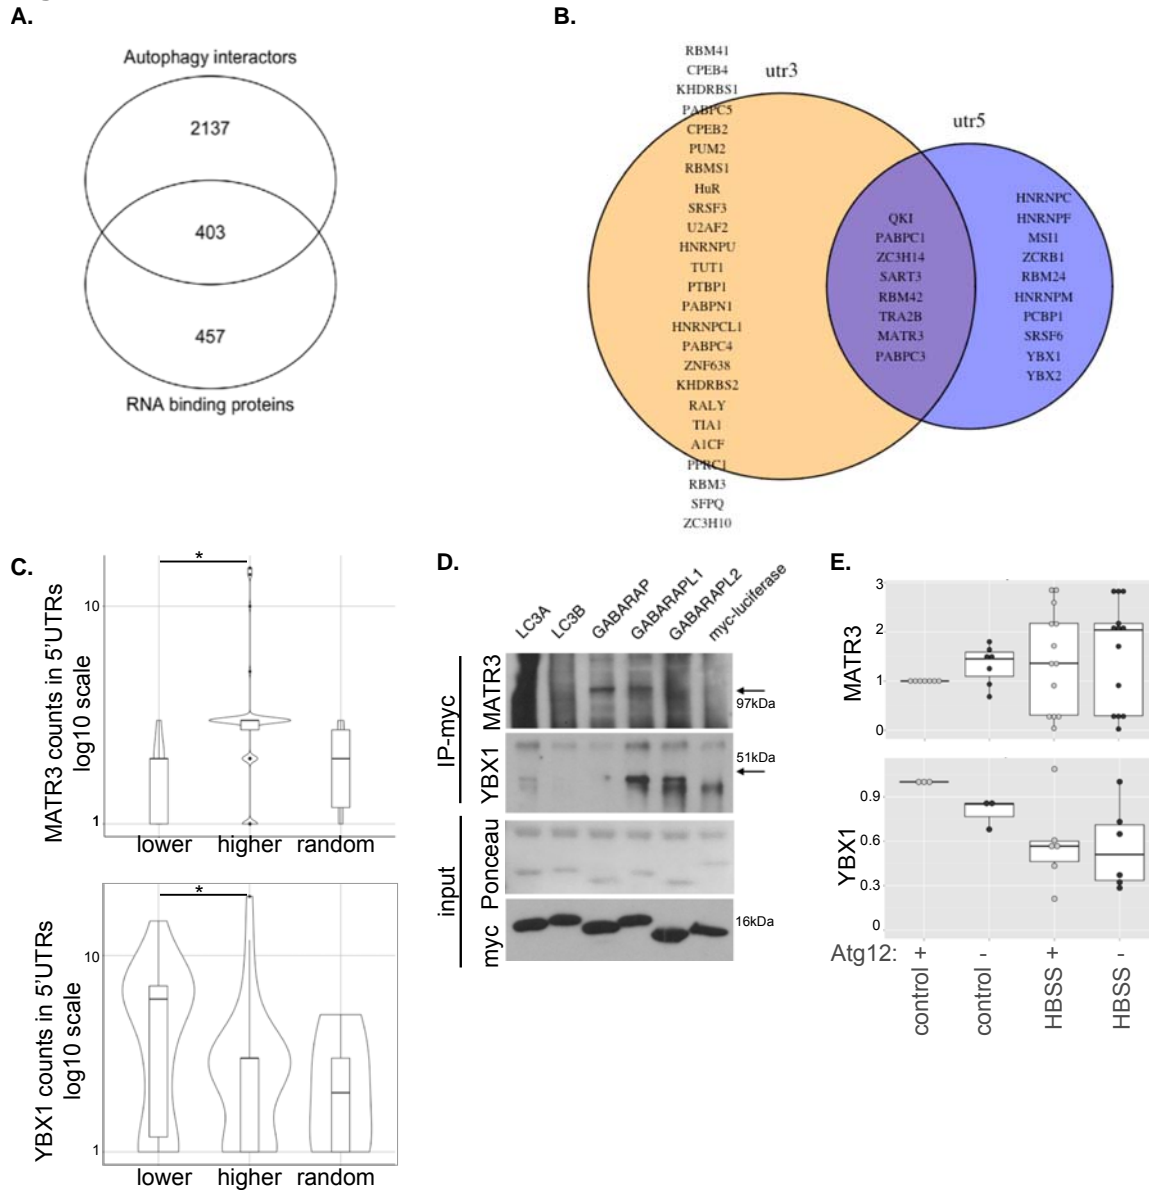 A.
Autophagy interactors
2137
403
457
RNA binding proteins
B.
utr3
utr5
RBM41
CPEB4
KHDRBS1
PABPC5
CPEB2
PUM2
RBMS1
HuR
SRSF3
U2AF2
HNRNPU
TUT1
PTBP1
PABPN1
HNRNPCL1
PABPC4
ZNF638
KHDRBS2
RALY
TIA1
A1CF
PPRC1
RBM3
SFPQ
ZC3H10
QKI
PABPC1
ZC3H14
SART3
RBM42
TRA2B
MATR3
PABPC3
HNRNPC
HNRNPF
MSI1
ZCRB1
RBM24
HNRNPM
PCBP1
SRSF6
YBX1
YBX2
C.
MATR3 counts in 5'UTRs
log10 scale
10
1
*
lower higher random
YBX1 counts in 5'UTRs
log10 scale
10
1
*
lower higher random
D.
LC3A
LC3B
GABARAP
GABARAPL1
GABARAPL2
myc-luciferase
IP-myc
MATR3
97kDa
YBX1
51kDa
input
Ponceau
myc
16kDa
E.
MATR3
3
2
1
0
YBX1
0.9
0.6
0.3
0
Atg12: + - + -
control
control
HBSS
HBSS